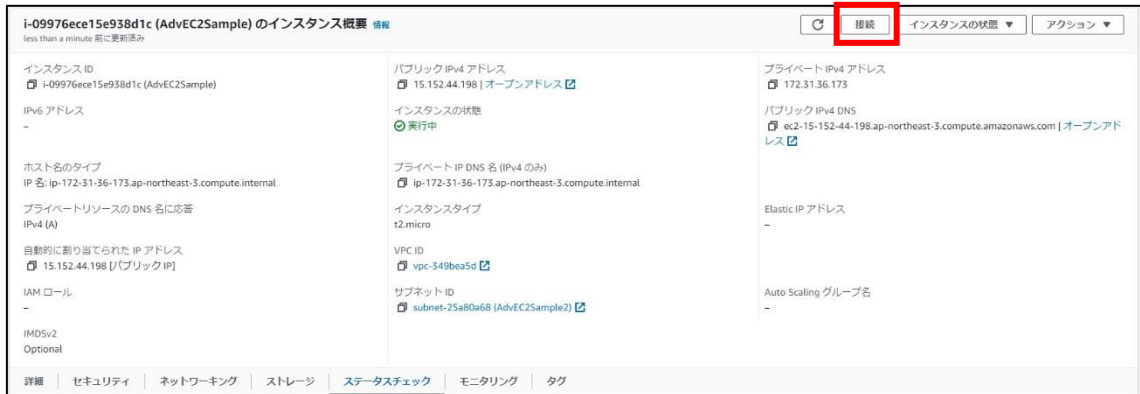 i-09976ece15e938d1c (AdvEC2Sample) のインスタンス概要 情報
less than a minute 前に更新済み
接続
インスタンスの状態 ▼
アクション ▼
インスタンス ID
i-09976ece15e938d1c (AdvEC2Sample)
パブリック IPv4 アドレス
15.152.44.198 | オープンアドレス
プライベート IPv4 アドレス
172.31.36.173
IPv6 アドレス
–
インスタンスの状態
実行中
パブリック IPv4 DNS
ec2-15-152-44-198.ap-northeast-3.compute.amazonaws.com | オープンアド
レス
ホスト名のタイプ
IP 名: ip-172-31-36-173.ap-northeast-3.compute.internal
プライベート IP DNS 名 (IPv4 のみ)
ip-172-31-36-173.ap-northeast-3.compute.internal
プライベートリソースの DNS 名に応答
IPv4 (A)
インスタンスタイプ
t2.micro
Elastic IP アドレス
–
自動的に割り当てられた IP アドレス
15.152.44.198 [パブリック IP]
VPC ID
vpc-349bea5d
IAM ロール
–
サブネット ID
subnet-25a80a68 (AdvEC2Sample2)
Auto Scaling グループ名
–
IMDSv2
Optional
詳細
セキュリティ
ネットワーキング
ストレージ
ステータスチェック
モニタリング
タグ